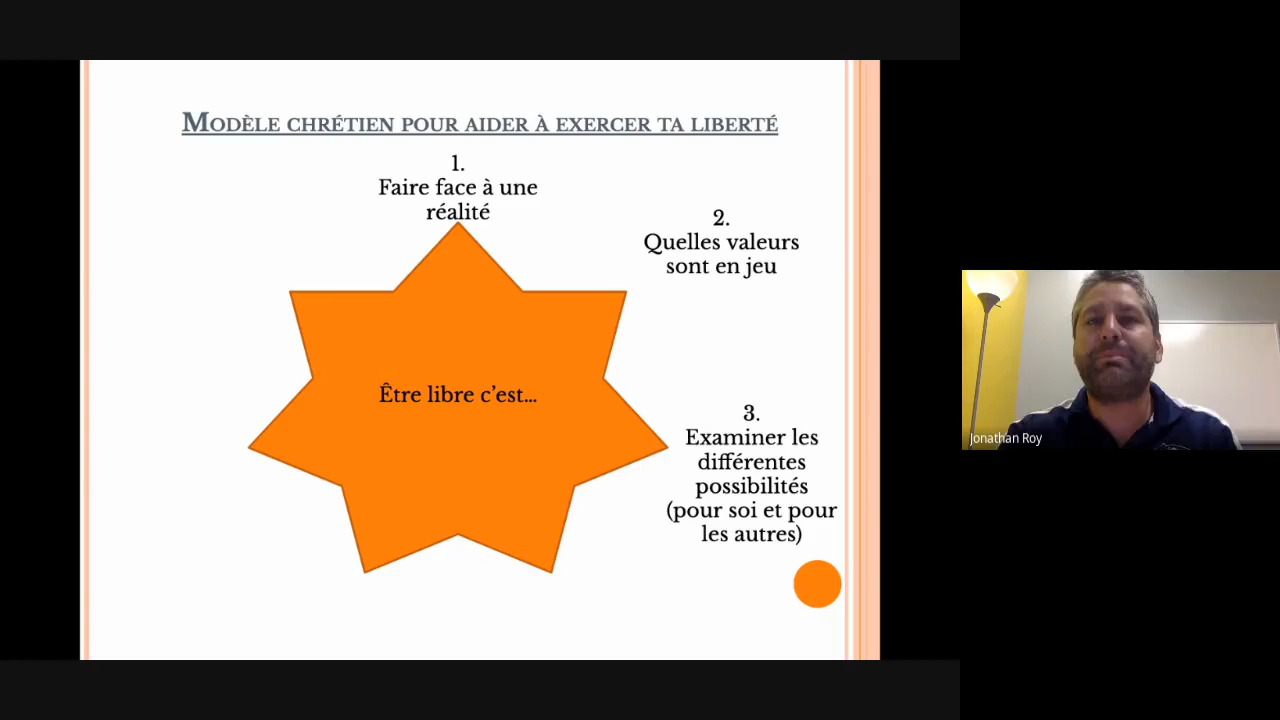 Modèle chrétien pour aider à exercer ta liberté
1.
Faire face à une
réalité
2.
Quelles valeurs
sont en jeu
Être libre c’est...
3.
Examiner les
différentes
possibilités
(pour soi et pour
les autres)
Jonathan Roy